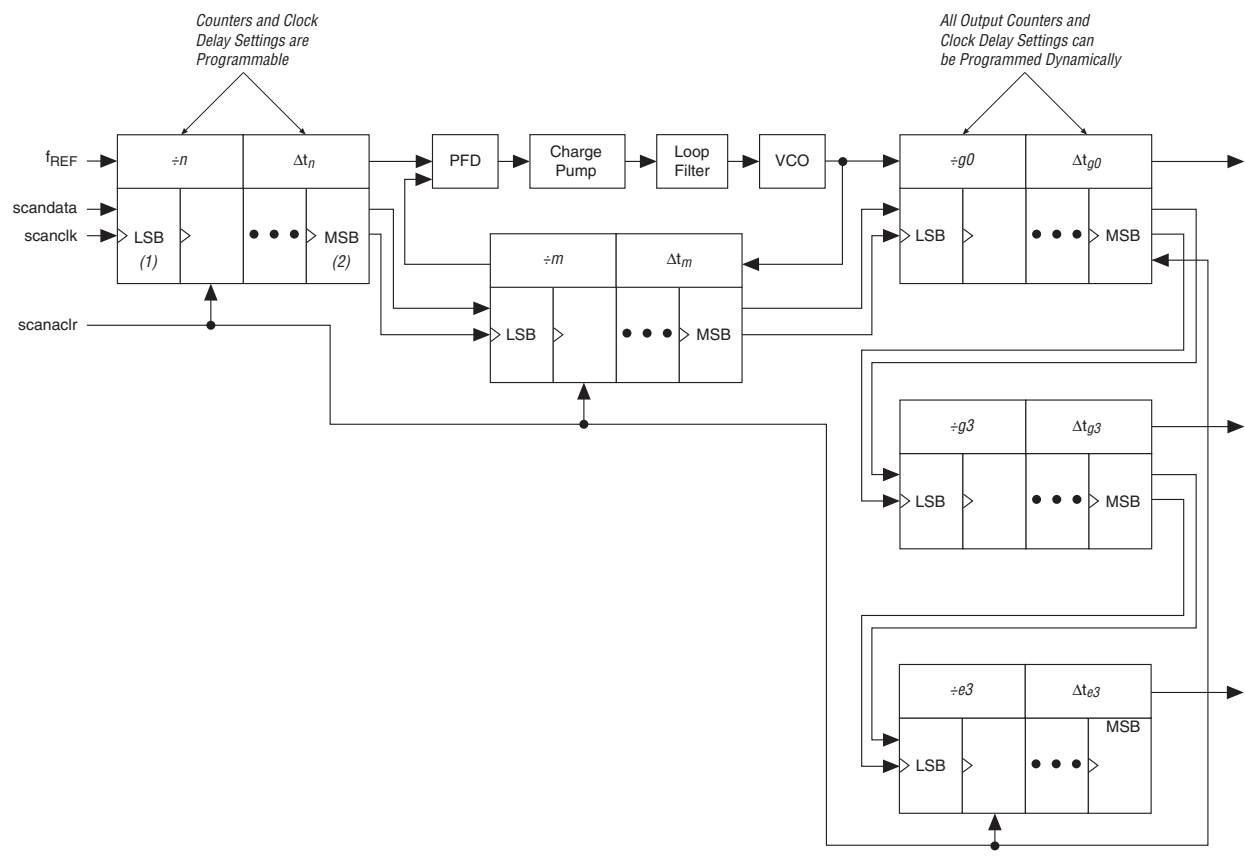 Counters and Clock
Delay Settings are
Programmable
All Output Counters and
Clock Delay Settings can
be Programmed Dynamically
fREF
÷n
Δtn
PFD
Charge
Pump
Loop
Filter
VCO
÷g0
Δtg0
scandata
scanclk
LSB
(1)
MSB
(2)
LSB
MSB
÷m
Δtm
LSB
MSB
scanaclr
÷g3
Δtg3
LSB
MSB
÷e3
Δte3
MSB
LSB